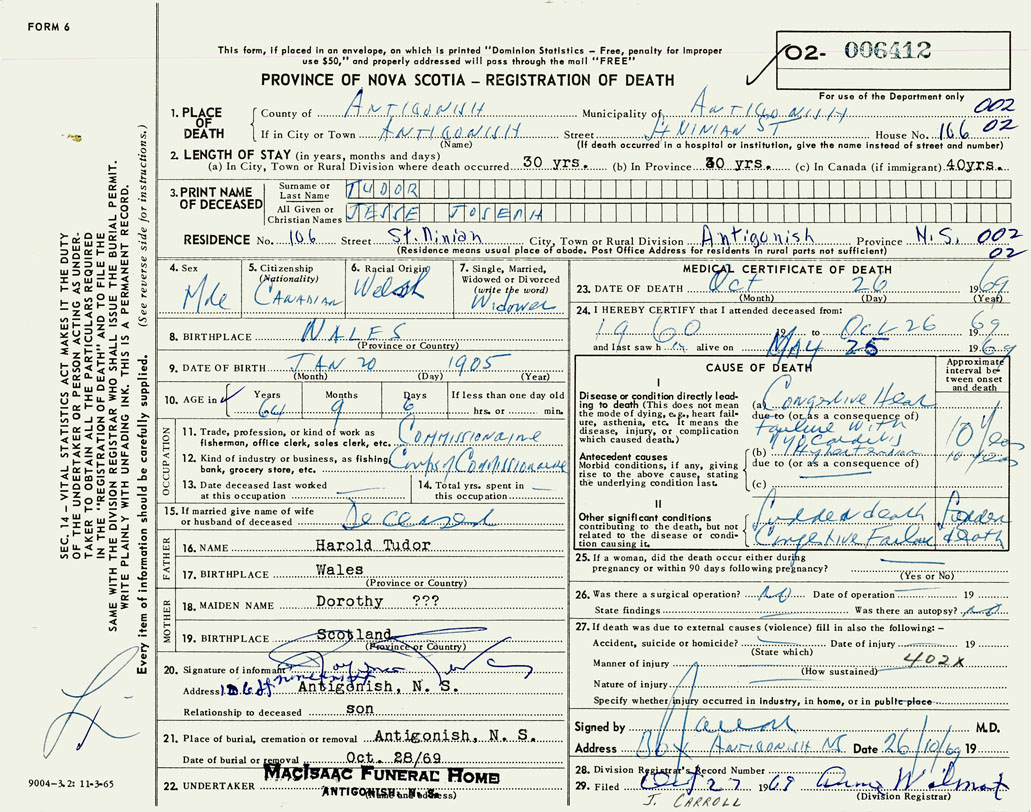 FORM 6
This form, if placed in an envelope, on which is printed "Dominion Statistics – Free, penalty for improper
use $50," and properly addressed will pass through the mail "FREE"
02- 006412
For use of the Department only
PROVINCE OF NOVA SCOTIA – REGISTRATION OF DEATH
002
1. PLACE OF DEATH County of ANTIGONISH Municipality of ANTIGONISH
If in City or Town ANTIGONISH Street St NINIAN ST House No. 166 02
(Name) (If death occurred in a hospital or institution, give the name instead of street and number)
2. LENGTH OF STAY (in years, months and days)
(a) In City, Town or Rural Division where death occurred 30 yrs. (b) In Province 30 yrs. (c) In Canada (if immigrant) 40yrs.
3. PRINT NAME OF DECEASED Surname or Last Name TUDOR
All Given or Christian Names JESSE JOSEPH
RESIDENCE No. 166 Street St. Ninian City, Town or Rural Division Antigonish Province N.S. 002
(Residence means usual place of abode. Post Office Address for residents in rural parts not sufficient) 02
4. Sex Male
5. Citizenship (Nationality) CANADIAN
6. Racial Origin Welsh
7. Single, Married, Widowed or Divorced (write the word) Widower
8. BIRTHPLACE WALES
(Province or Country)
9. DATE OF BIRTH JAN 20 1905
(Month) (Day) (Year)
10. AGE in Years 64 Months 9 Days 6 If less than one day old hrs. or min.
OCCUPATION
11. Trade, profession, or kind of work as fisherman, office clerk, sales clerk, etc. Commissionaire
12. Kind of industry or business, as fishing, bank, grocery store, etc. Corps of Commissionaire
13. Date deceased last worked at this occupation
14. Total yrs. spent in this occupation
15. If married give name of wife or husband of deceased Deceased
FATHER
16. NAME Harold Tudor
17. BIRTHPLACE Wales
(Province or Country)
MOTHER
18. MAIDEN NAME Dorothy ???
19. BIRTHPLACE Scotland
(Province or Country)
20. Signature of informant
Address Antigonish, N. S.
Relationship to deceased son
21. Place of burial, cremation or removal Antigonish, N. S.
Date of burial or removal Oct. 28/69
22. UNDERTAKER MACISAAC FUNERAL HOME
ANTIGONISH, N. S.
(Name and address)
MEDICAL CERTIFICATE OF DEATH
23. DATE OF DEATH Oct 26 1969
(Month) (Day) (Year)
24. I HEREBY CERTIFY that I attended deceased from:
1960 19 to Oct 26 1969
and last saw h im alive on MAY 25 1969
CAUSE OF DEATH
Approximate interval between onset and death
I
Disease or condition directly leading to death (This does not mean the mode of dying, e.g., heart failure, asthenia, etc. It means the disease, injury, or complication which caused death.)
(a) Congestive Heart
due to (or as a consequence of)
Failure With
10 years
Antecedent causes
Morbid conditions, if any, giving rise to the above cause, stating the underlying condition last.
(b) Hypertension
10 years
due to (or as a consequence of)
(c)
II
Other significant conditions contributing to the death, but not related to the disease or condition causing it.
Sudden death Sudden
Congestive Failure death
25. If a woman, did the death occur either during pregnancy or within 90 days following pregnancy?
(Yes or No)
26. Was there a surgical operation? No Date of operation 19
State findings Was there an autopsy? No
27. If death was due to external causes (violence) fill in also the following: –
Accident, suicide or homicide? Date of injury 19
(State which)
402X
Manner of injury
(How sustained)
Nature of injury
Specify whether injury occurred in industry, in home, or in public place
Signed by M.D.
Address Box ANTIGONISH NS Date 26/10/69 19
28. Division Registrar's Record Number
29. Filed Oct 27 1969 Anne Wilmot
(Division Registrar)
J. CARROLL
SEC. 14 – VITAL STATISTICS ACT MAKES IT THE DUTY
OF THE UNDERTAKER OR PERSON ACTING AS UNDER-
TAKER TO OBTAIN ALL THE PARTICULARS REQUIRED
IN THE "REGISTRATION OF DEATH" AND TO FILE THE
SAME WITH THE DIVISION REGISTRAR WHO SHALL ISSUE THE BURIAL PERMIT.
WRITE PLAINLY WITH UNFADING INK. THIS IS A PERMANENT RECORD.
Every item of information should be carefully supplied. (See reverse side for instructions.)
9004-3.2: 11-3-65